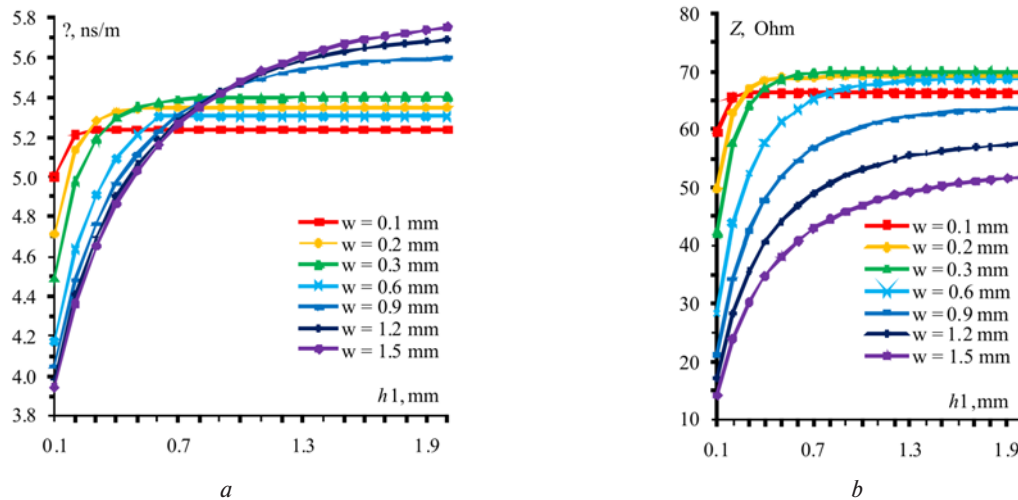 ?, ns/m
5.8
5.6
5.4
5.2
5.0
4.8
4.6
4.4
4.2
4.0
3.8
w = 0.1 mm
w = 0.2 mm
w = 0.3 mm
w = 0.6 mm
w = 0.9 mm
w = 1.2 mm
w = 1.5 mm
h1, mm
0.1 0.7 1.3 1.9
a
Z, Ohm
80
70
60
50
40
30
20
10
w = 0.1 mm
w = 0.2 mm
w = 0.3 mm
w = 0.6 mm
w = 0.9 mm
w = 1.2 mm
w = 1.5 mm
h1, mm
0.1 0.7 1.3 1.9
b